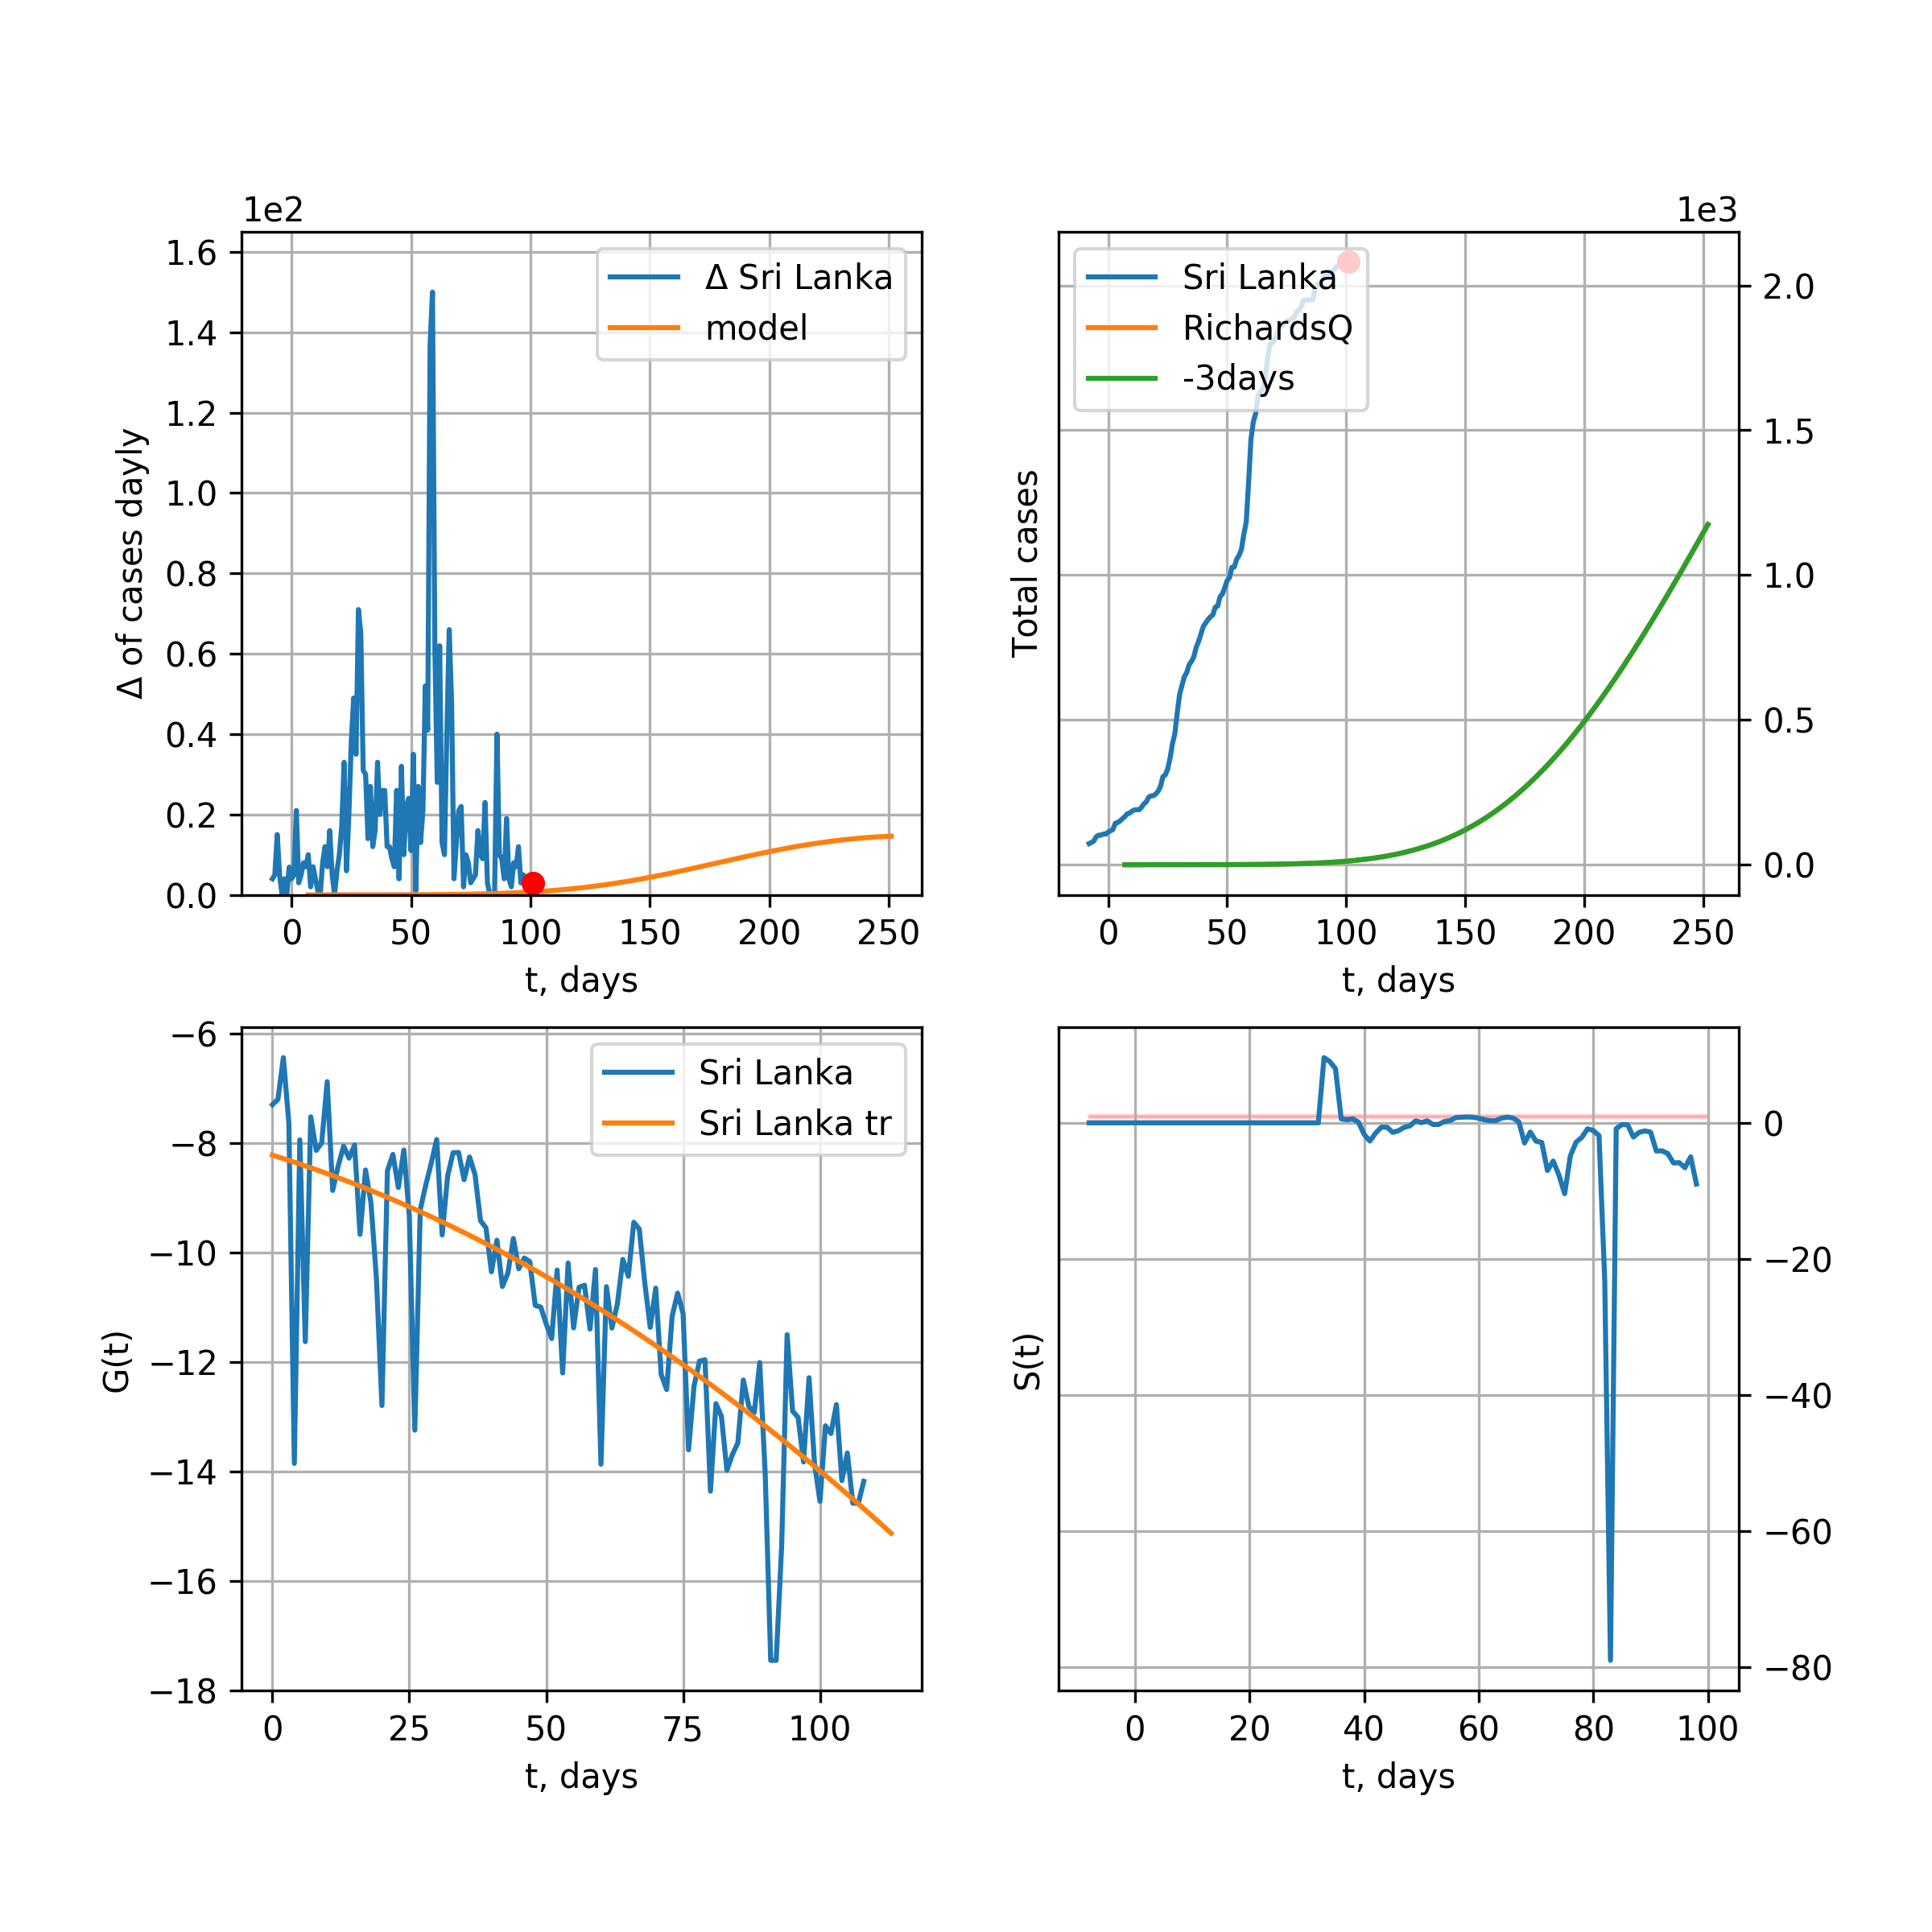 1e2
1.6
1.4
1.2
1.0
0.8
0.6
0.4
0.2
0.0
Δ of cases dayly
Δ Sri Lanka
model
0 50 100 150 200 250
t, days
1e3
Total cases
Sri Lanka
RichardsQ
-3days
2.0
1.5
1.0
0.5
0.0
0 50 100 150 200 250
t, days
−6
−8
−10
−12
−14
−16
−18
G(t)
Sri Lanka
Sri Lanka tr
0 25 50 75 100
t, days
S(t)
0
−20
−40
−60
−80
0 20 40 60 80 100
t, days